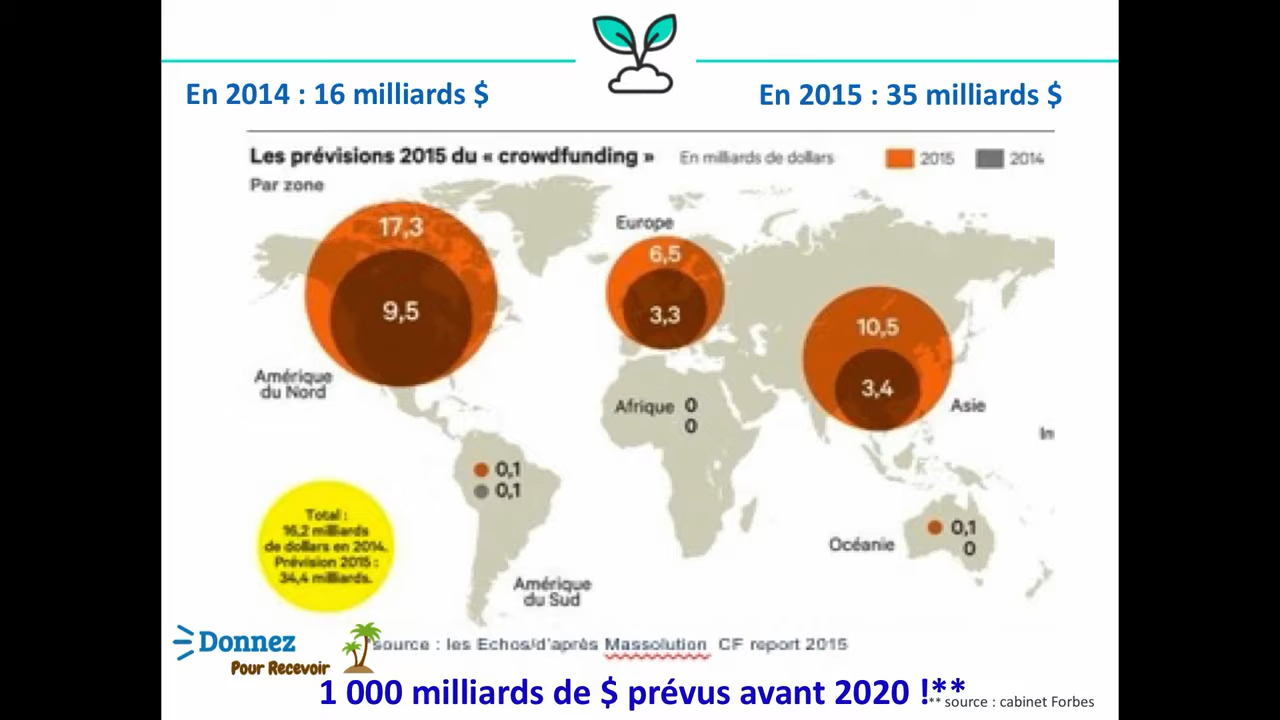 En 2014 : 16 milliards $
En 2015 : 35 milliards $
Les prévisions 2015 du « crowdfunding »
En milliards de dollars
2015
2014
Par zone
17,3
9,5
Amérique
du Nord
Europe
6,5
3,3
10,5
3,4
Asie
Afrique
0
0
In
0,1
0,1
Amérique
du Sud
Océanie
0,1
0
Total :
16,2 milliards
de dollars en 2014.
Prévision 2015 :
34,4 milliards.
Donnez
Pour Recevoir
source : les Echos/d'après Massolution CF report 2015
1 000 milliards de $ prévus avant 2020 !**
** source : cabinet Forbes